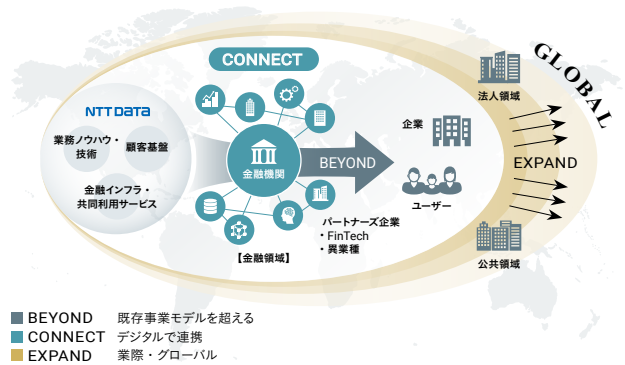 CONNECT
GLOBAL
NTT DATA
業務ノウハウ・
技術
顧客基盤
金融インフラ・
共同利用サービス
金融機関
BEYOND
【金融領域】
パートナーズ企業
・FinTech
・異業種
企業
ユーザー
法人領域
EXPAND
公共領域
BEYOND 既存事業モデルを超える
CONNECT デジタルで連携
EXPAND 業際・グローバル